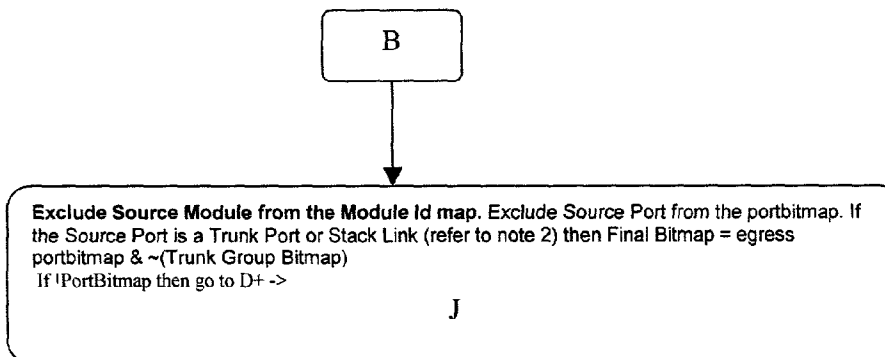 B
Exclude Source Module from the Module Id map. Exclude Source Port from the portbitmap. If
the Source Port is a Trunk Port or Stack Link (refer to note 2) then Final Bitmap = egress
portbitmap & ~(Trunk Group Bitmap)
If !PortBitmap then go to D+ ->
J